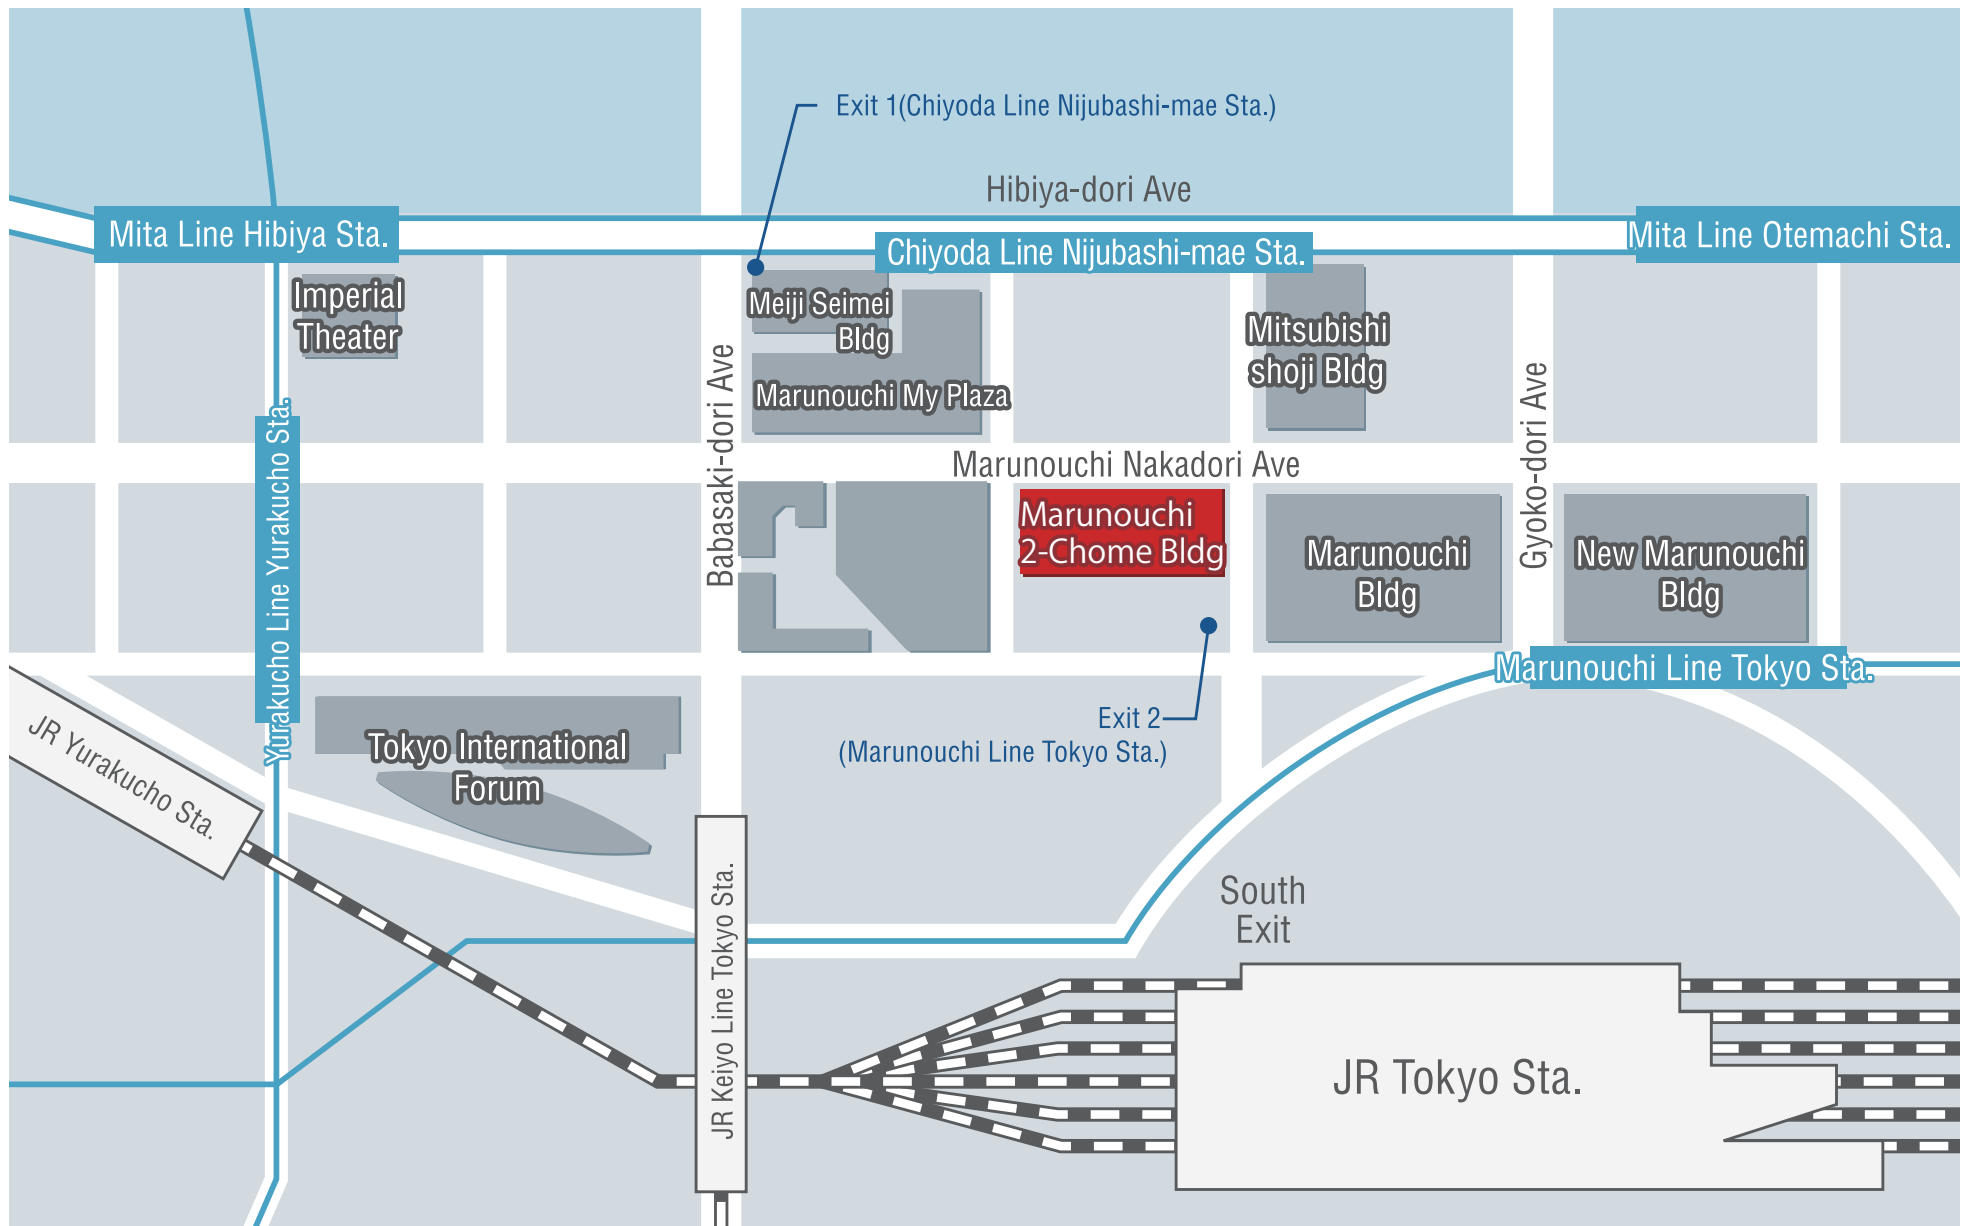 Exit 1(Chiyoda Line Nijubashi-mae Sta.)
Hibiya-dori Ave
Mita Line Hibiya Sta.
Chiyoda Line Nijubashi-mae Sta.
Mita Line Otemachi Sta.
Imperial
Theater
Meiji Seimei
Bldg
Marunouchi My Plaza
Mitsubishi
shoji Bldg
Babasaki-dori Ave
Gyoko-dori Ave
Yurakucho Line Yurakucho Sta.
Marunouchi Nakadori Ave
Marunouchi
2-Chome Bldg
Marunouchi
Bldg
New Marunouchi
Bldg
Marunouchi Line Tokyo Sta.
Exit 2
(Marunouchi Line Tokyo Sta.)
JR Yurakucho Sta.
Tokyo International
Forum
JR Keiyo Line Tokyo Sta.
South
Exit
JR Tokyo Sta.